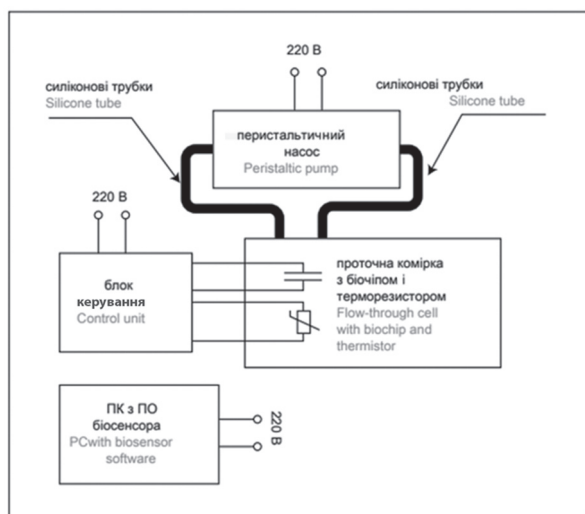 220 В
силіконові трубки
Silicone tube
силіконові трубки
Silicone tube
перистальтичний
насос
Peristaltic pump
220 В
блок
керування
Control unit
проточна комірка
з біочіпом і
терморезистором
Flow-through cell
with biochip and
thermistor
ПК з ПО
біосенсора
PCwith biosensor
software
220 В